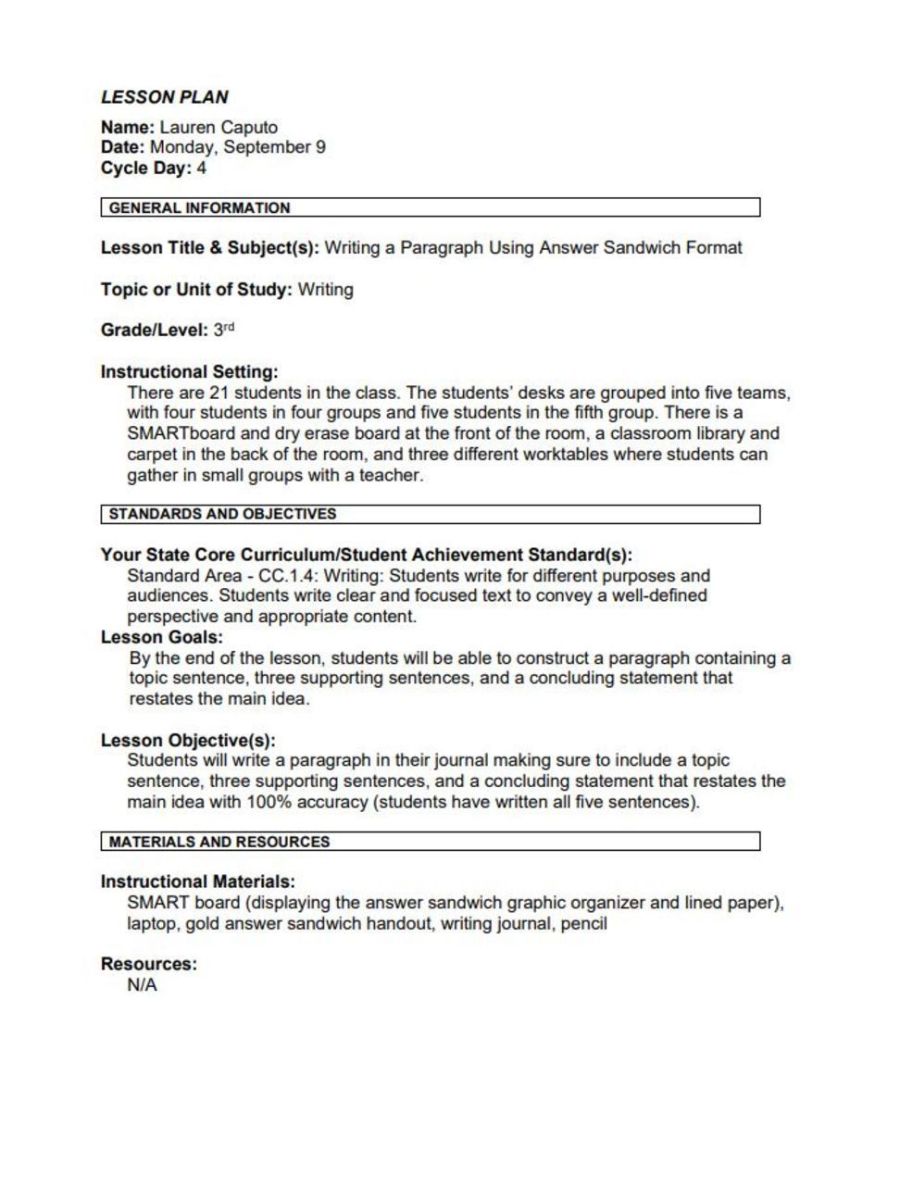 LESSON PLAN
Name: Lauren Caputo
Date: Monday, September 9
Cycle Day: 4
GENERAL INFORMATION
Lesson Title & Subject(s): Writing a Paragraph Using Answer Sandwich Format
Topic or Unit of Study: Writing
Grade/Level: 3rd
Instructional Setting:
There are 21 students in the class. The students' desks are grouped into five teams,
with four students in four groups and five students in the fifth group. There is a
SMARTboard and dry erase board at the front of the room, a classroom library and
carpet in the back of the room, and three different worktables where students can
gather in small groups with a teacher.
STANDARDS AND OBJECTIVES
Your State Core Curriculum/Student Achievement Standard(s):
Standard Area - CC.1.4: Writing: Students write for different purposes and
audiences. Students write clear and focused text to convey a well-defined
perspective and appropriate content.
Lesson Goals:
By the end of the lesson, students will be able to construct a paragraph containing a
topic sentence, three supporting sentences, and a concluding statement that
restates the main idea.
Lesson Objective(s):
Students will write a paragraph in their journal making sure to include a topic
sentence, three supporting sentences, and a concluding statement that restates the
main idea with 100% accuracy (students have written all five sentences).
MATERIALS AND RESOURCES
Instructional Materials:
SMART board (displaying the answer sandwich graphic organizer and lined paper),
laptop, gold answer sandwich handout, writing journal, pencil
Resources:
N/A